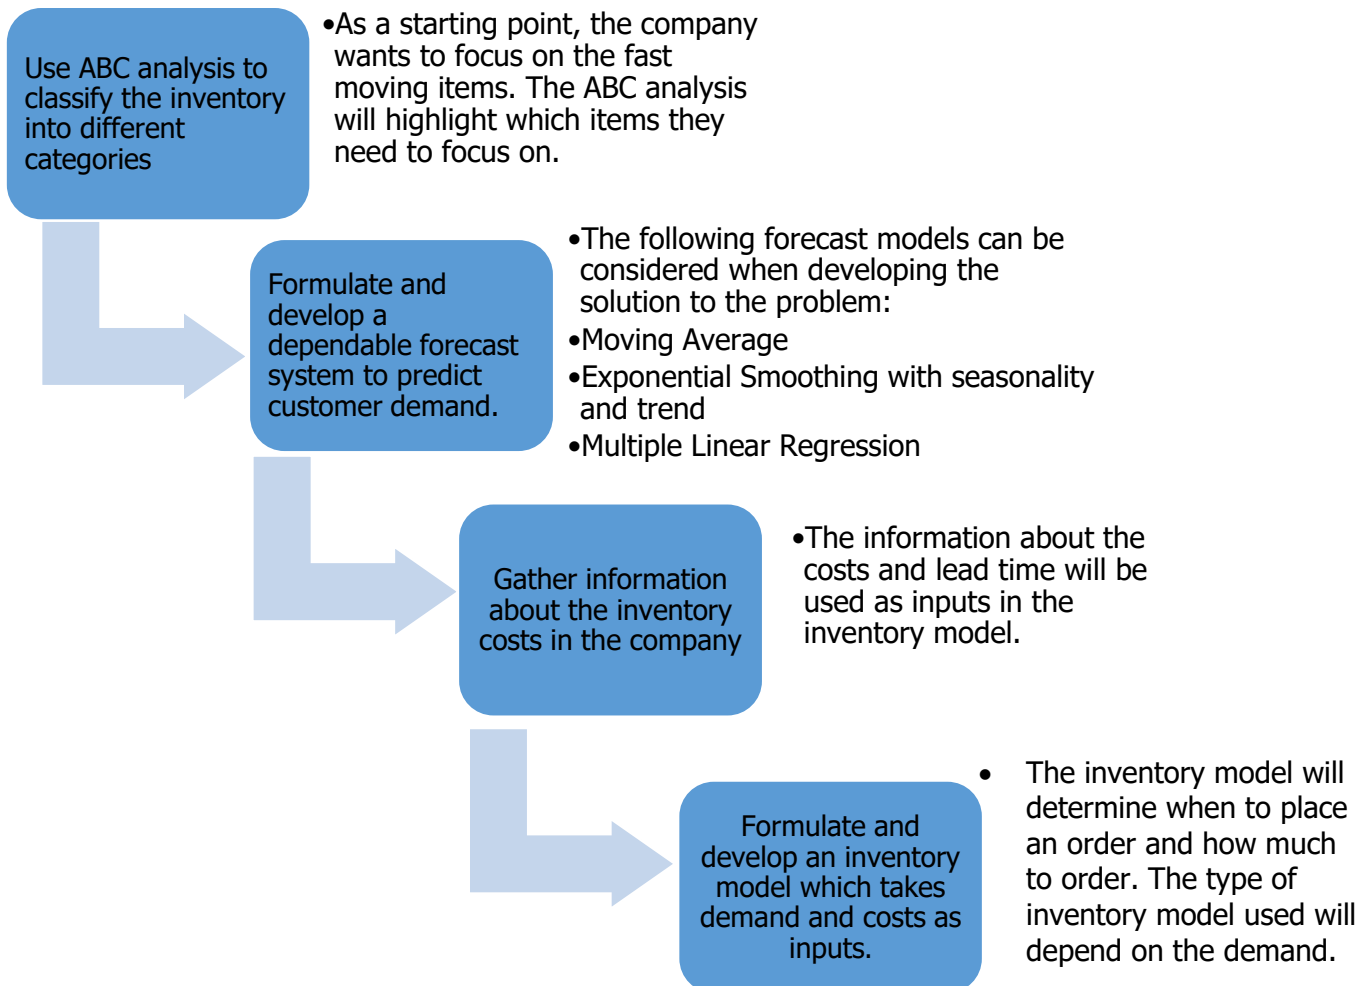 Use ABC analysis to
classify the inventory
into different
categories
•As a starting point, the company
wants to focus on the fast
moving items. The ABC analysis
will highlight which items they
need to focus on.
Formulate and
develop a
dependable forecast
system to predict
customer demand.
•The following forecast models can be
considered when developing the
solution to the problem:
•Moving Average
•Exponential Smoothing with seasonality
and trend
•Multiple Linear Regression
Gather information
about the inventory
costs in the company
•The information about the
costs and lead time will be
used as inputs in the
inventory model.
Formulate and
develop an inventory
model which takes
demand and costs as
inputs.
• The inventory model will
determine when to place
an order and how much
to order. The type of
inventory model used will
depend on the demand.